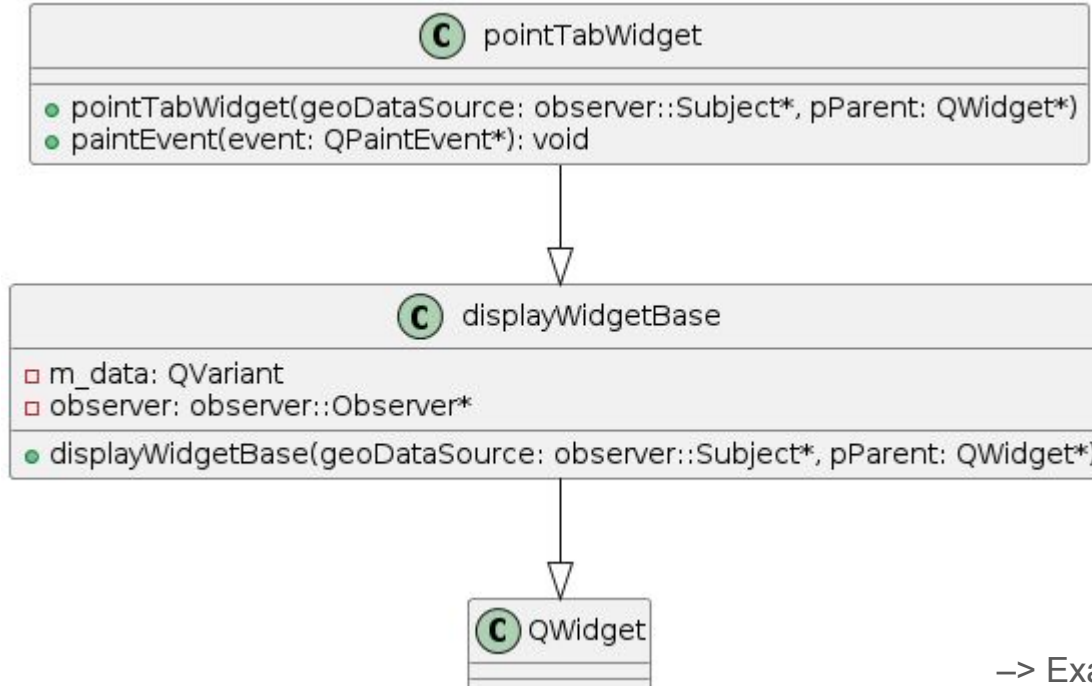 C pointTabWidget
pointTabWidget(geoDataSource: observer::Subject*, pParent: QWidget*)
paintEvent(event: QPaintEvent*): void
C displayWidgetBase
m_data: QVariant
observer: observer::Observer*
displayWidgetBase(geoDataSource: observer::Subject*, pParent: QWidget*)
C QWidget
–> Exa